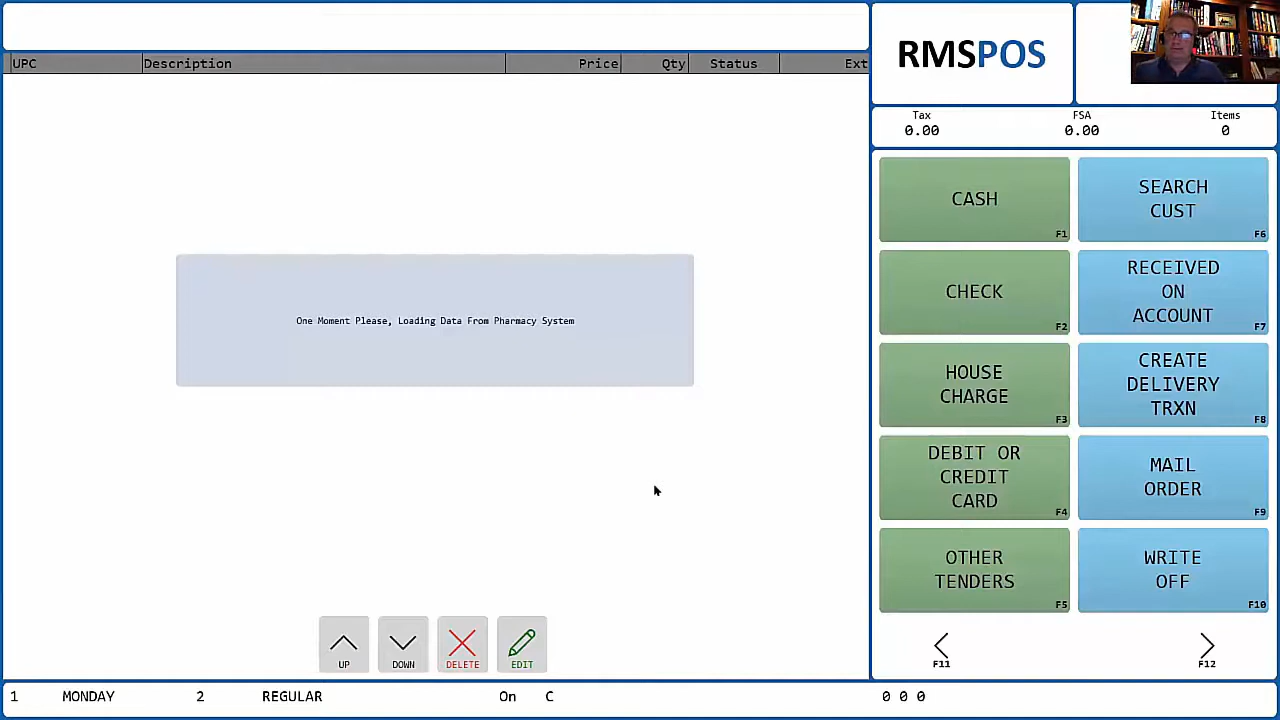 UPC Description Price Qty Status Ext
RMSPOS
Tax FSA Items
0.00 0.00 0
CASH
F1
SEARCH
CUST
F6
CHECK
F2
RECEIVED
ON
ACCOUNT
F7
HOUSE
CHARGE
F3
CREATE
DELIVERY
TRXN
F8
DEBIT OR
CREDIT
CARD
F4
MAIL
ORDER
F9
OTHER
TENDERS
F5
WRITE
OFF
F10
F11 F12
One Moment Please, Loading Data From Pharmacy System
UP DOWN DELETE EDIT
1 MONDAY 2 REGULAR On C 0 0 0